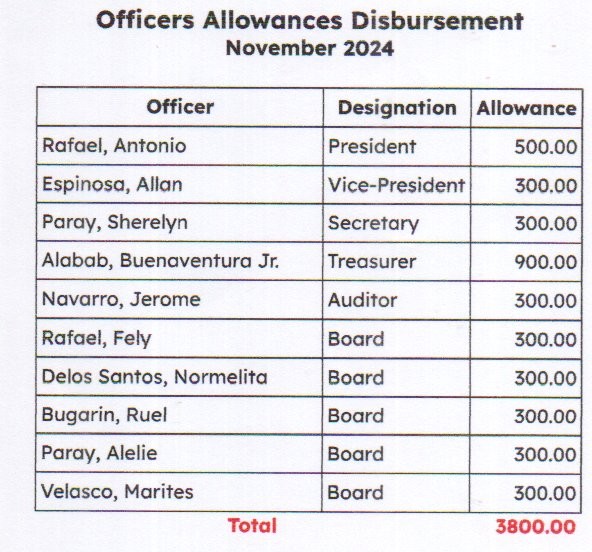 Officers Allowances Disbursement
November 2024
Officer Designation Allowance
Rafael, Antonio President 500.00
Espinosa, Allan Vice-President 300.00
Paray, Sherelyn Secretary 300.00
Alabab, Buenaventura Jr. Treasurer 900.00
Navarro, Jerome Auditor 300.00
Rafael, Fely Board 300.00
Delos Santos, Normelita Board 300.00
Bugarin, Ruel Board 300.00
Paray, Alelie Board 300.00
Velasco, Marites Board 300.00
Total 3800.00